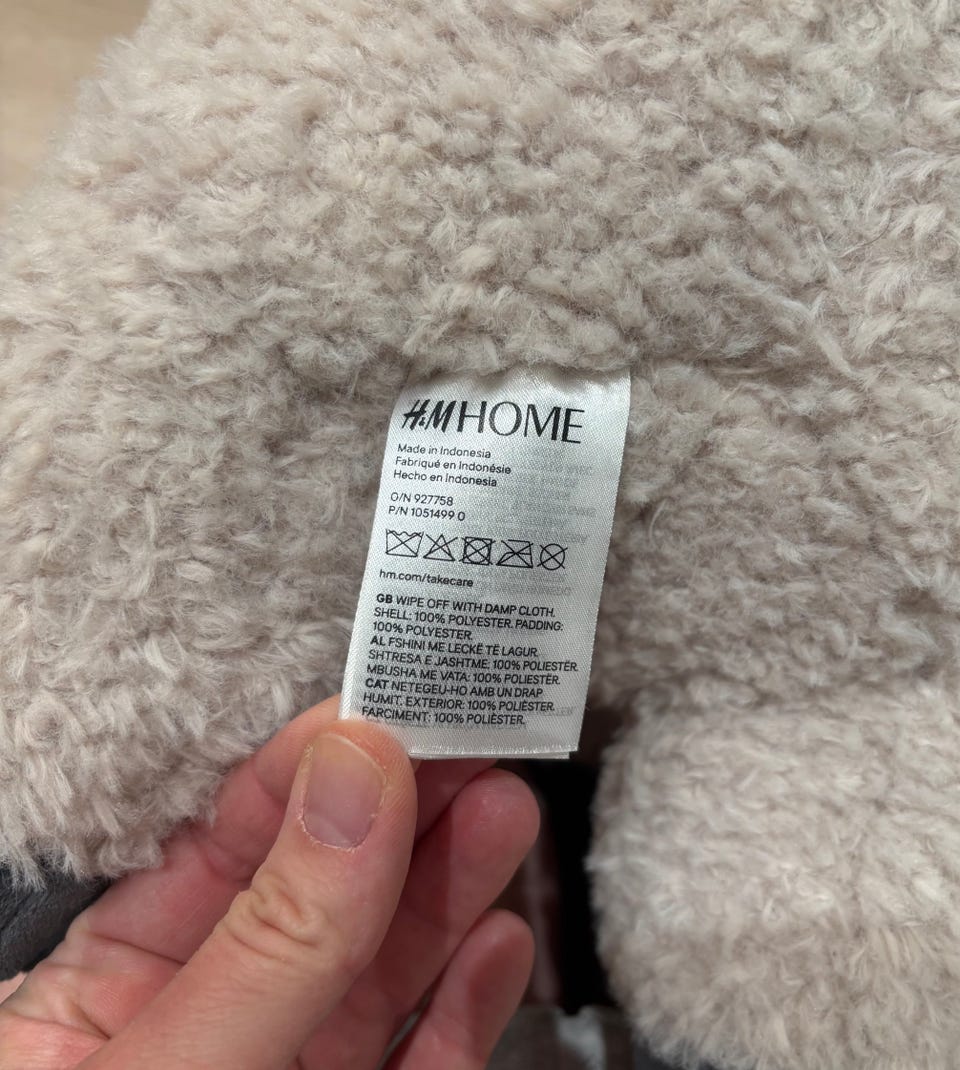 H&M HOME
Made in Indonesia
Fabriqué en Indonésie
Hecho en Indonesia
O/N 927758
P/N 1051499 0
hm.com/takecare
GB WIPE OFF WITH DAMP CLOTH.
SHELL: 100% POLYESTER. PADDING:
100% POLYESTER.
AL FSHINI ME LECKË TË LAGUR.
SHTRESA E JASHTME: 100% POLIESTËR.
MBUSHA ME VATA: 100% POLIESTËR.
CAT NETEGEU-HO AMB UN DRAP
HUMIT. EXTERIOR: 100% POLIÈSTER.
FARCIMENT: 100% POLIÈSTER.